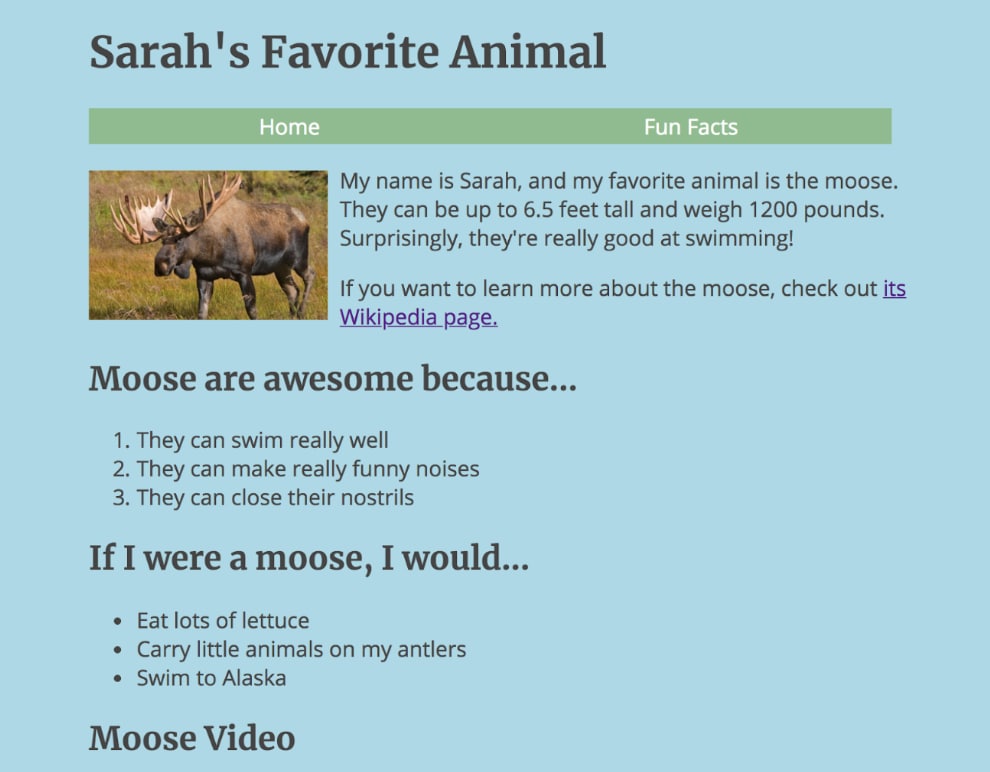 Sarah's Favorite Animal
Home Fun Facts
My name is Sarah, and my favorite animal is the moose.
They can be up to 6.5 feet tall and weigh 1200 pounds.
Surprisingly, they're really good at swimming!
If you want to learn more about the moose, check out its
Wikipedia page.
Moose are awesome because...
1. They can swim really well
2. They can make really funny noises
3. They can close their nostrils
If I were a moose, I would...
• Eat lots of lettuce
• Carry little animals on my antlers
• Swim to Alaska
Moose Video